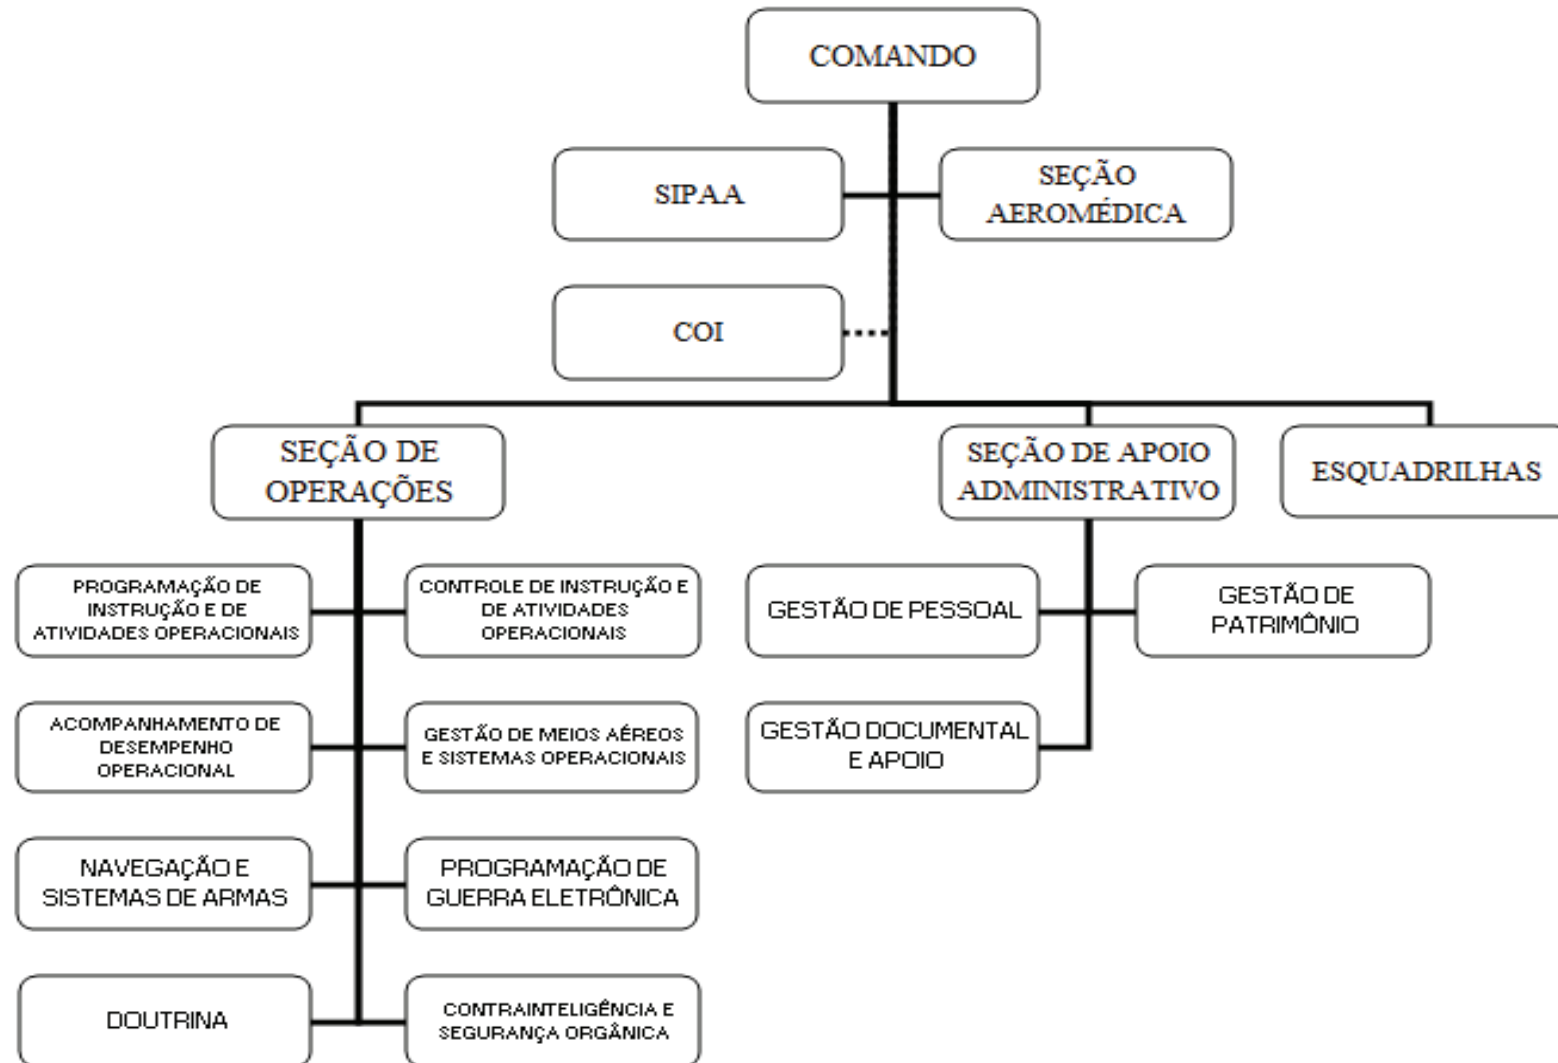 COMANDO
SIPAA
SEÇÃO
AEROMÉDICA
COI
SEÇÃO DE
OPERAÇÕES
SEÇÃO DE APOIO
ADMINISTRATIVO
ESQUADRILHAS
PROGRAMAÇÃO DE
INSTRUÇÃO E DE
ATIVIDADES OPERACIONAIS
CONTROLE DE INSTRUÇÃO E
DE ATIVIDADES
OPERACIONAIS
GESTÃO DE PESSOAL
GESTÃO DE
PATRIMÔNIO
ACOMPANHAMENTO DE
DESEMPENHO
OPERACIONAL
GESTÃO DE MEIOS AÉREOS
E SISTEMAS OPERACIONAIS
GESTÃO DOCUMENTAL
E APOIO
NAVEGAÇÃO E
SISTEMAS DE ARMAS
PROGRAMAÇÃO DE
GUERRA ELETRÔNICA
DOUTRINA
CONTRAINTELIGÊNCIA E
SEGURANÇA ORGÂNICA